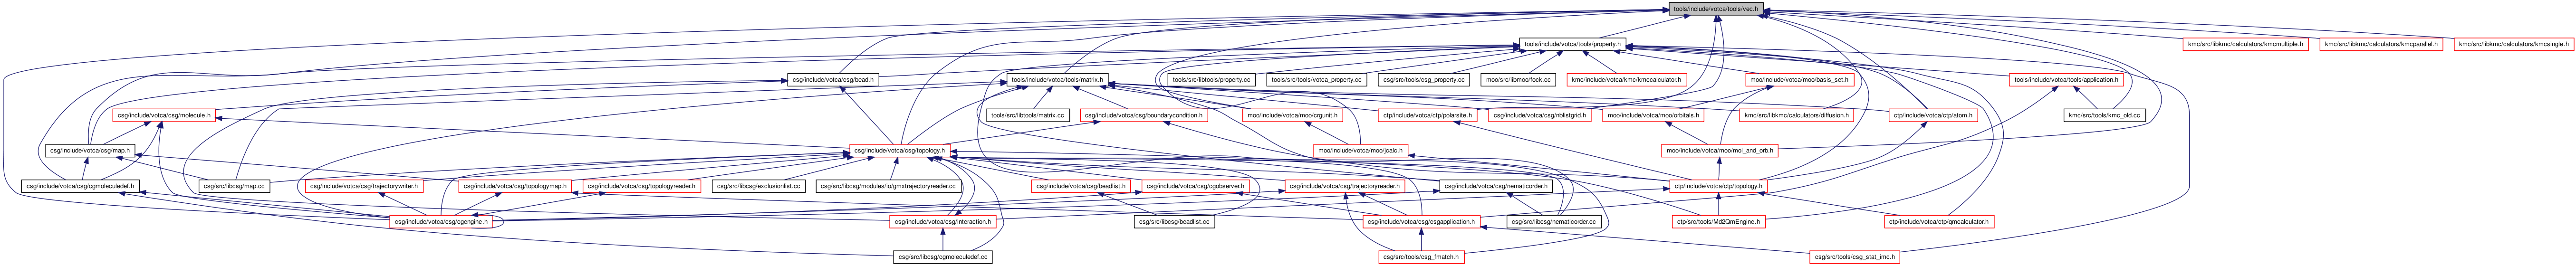 tools/include/votca/tools/vec.h
tools/include/votca/tools/property.h
kmc/src/libkmc/calculators/kmcmultiple.h
kmc/src/libkmc/calculators/kmcparallel.h
kmc/src/libkmc/calculators/kmcsingle.h
csg/include/votca/csg/bead.h
tools/include/votca/tools/matrix.h
tools/src/libtools/property.cc
tools/src/tools/votca_property.cc
csg/src/tools/csg_property.cc
moo/src/libmoo/fock.cc
kmc/include/votca/kmc/kmccalculator.h
moo/include/votca/moo/basis_set.h
tools/include/votca/tools/application.h
csg/include/votca/csg/molecule.h
tools/src/libtools/matrix.cc
csg/include/votca/csg/boundarycondition.h
moo/include/votca/moo/crgunit.h
ctp/include/votca/ctp/polarsite.h
csg/include/votca/csg/nblistgrid.h
moo/include/votca/moo/orbitals.h
kmc/src/libkmc/calculators/diffusion.h
ctp/include/votca/ctp/atom.h
kmc/src/tools/kmc_old.cc
csg/include/votca/csg/map.h
csg/include/votca/csg/topology.h
moo/include/votca/moo/jcalc.h
moo/include/votca/moo/mol_and_orb.h
csg/include/votca/csg/cgmoleculedef.h
csg/src/libcsg/map.cc
csg/include/votca/csg/trajectorywriter.h
csg/include/votca/csg/topologymap.h
csg/include/votca/csg/topologyreader.h
csg/src/libcsg/exclusionlist.cc
csg/src/libcsg/modules/io/gmxtrajectoryreader.cc
csg/include/votca/csg/beadlist.h
csg/include/votca/csg/cgobserver.h
csg/include/votca/csg/trajectoryreader.h
csg/include/votca/csg/nematicorder.h
ctp/include/votca/ctp/topology.h
csg/include/votca/csg/cgengine.h
csg/include/votca/csg/interaction.h
csg/src/libcsg/beadlist.cc
csg/include/votca/csg/csgapplication.h
csg/src/libcsg/nematicorder.cc
ctp/src/tools/Md2QmEngine.h
ctp/include/votca/ctp/qmcalculator.h
csg/src/libcsg/cgmoleculedef.cc
csg/src/tools/csg_fmatch.h
csg/src/tools/csg_stat_imc.h